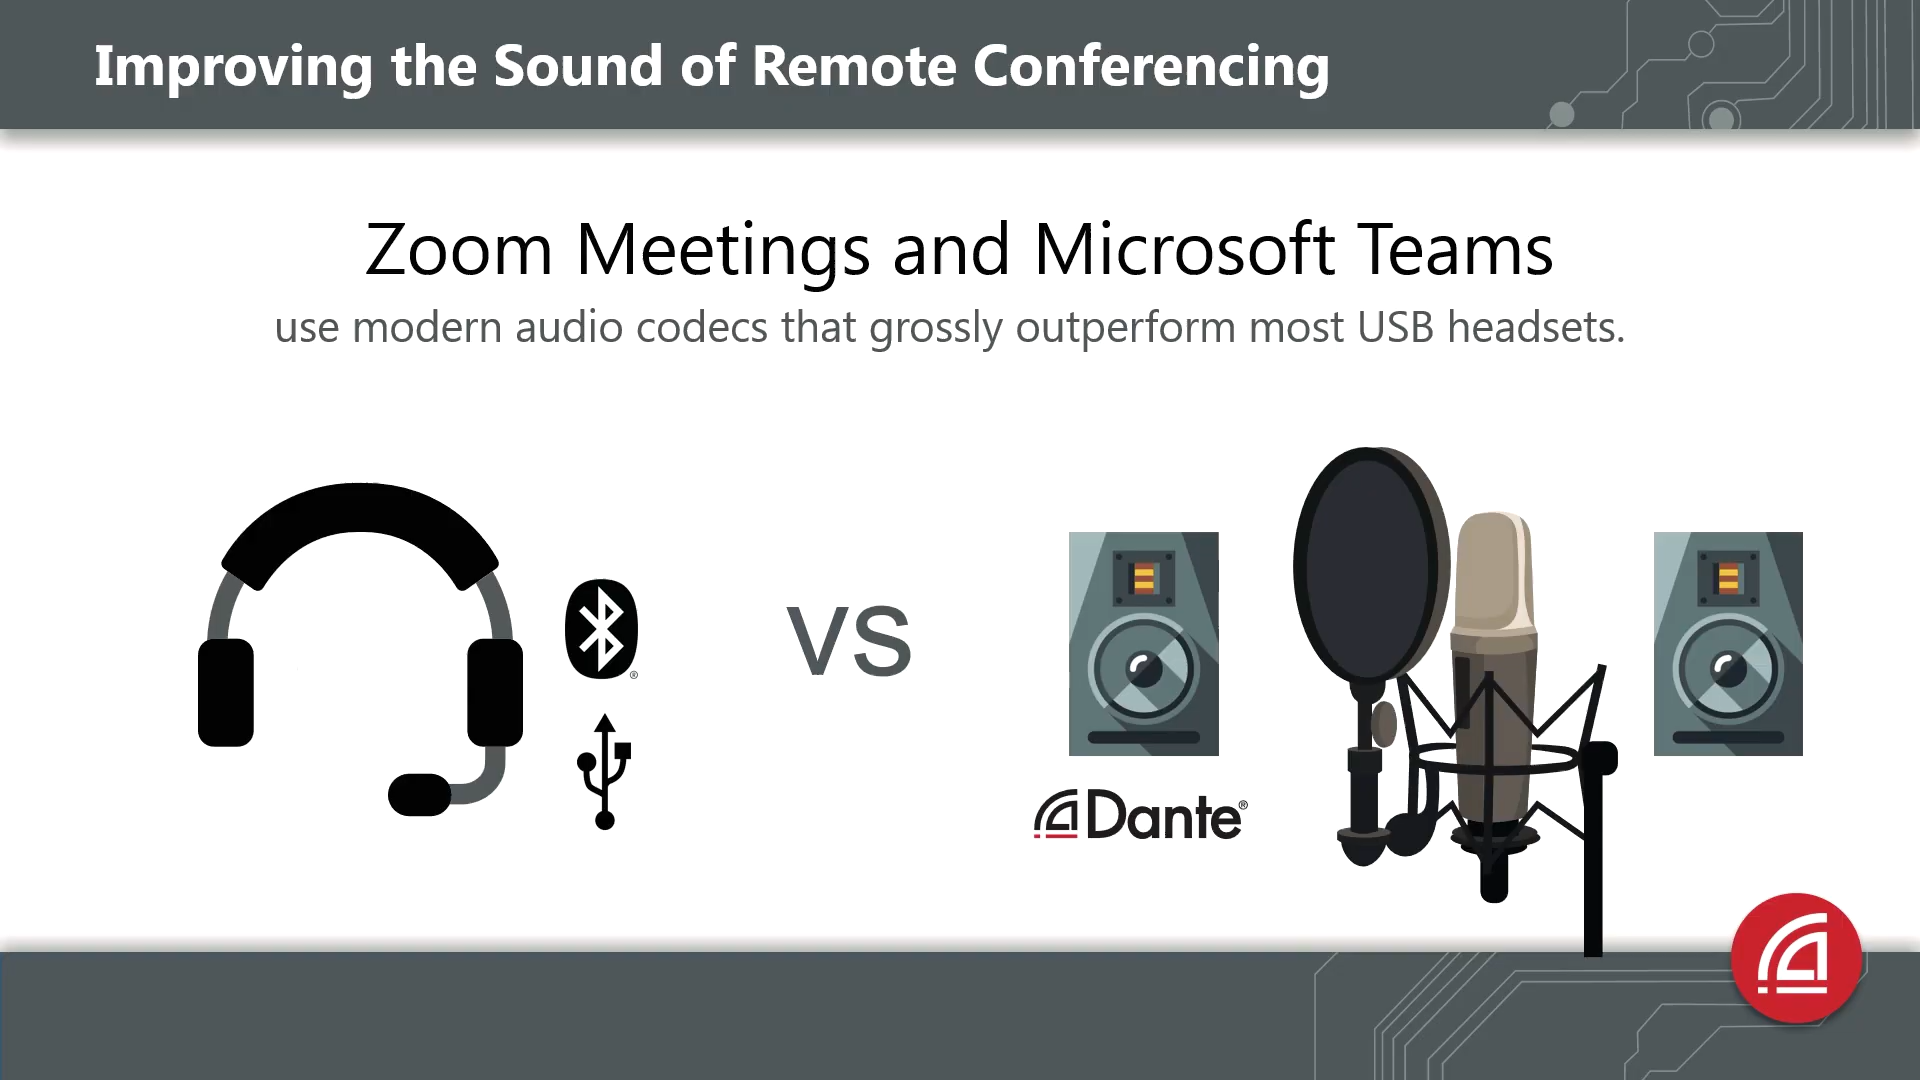 Improving the Sound of Remote Conferencing
Zoom Meetings and Microsoft Teams
use modern audio codecs that grossly outperform most USB headsets.
vs
®
Dante®